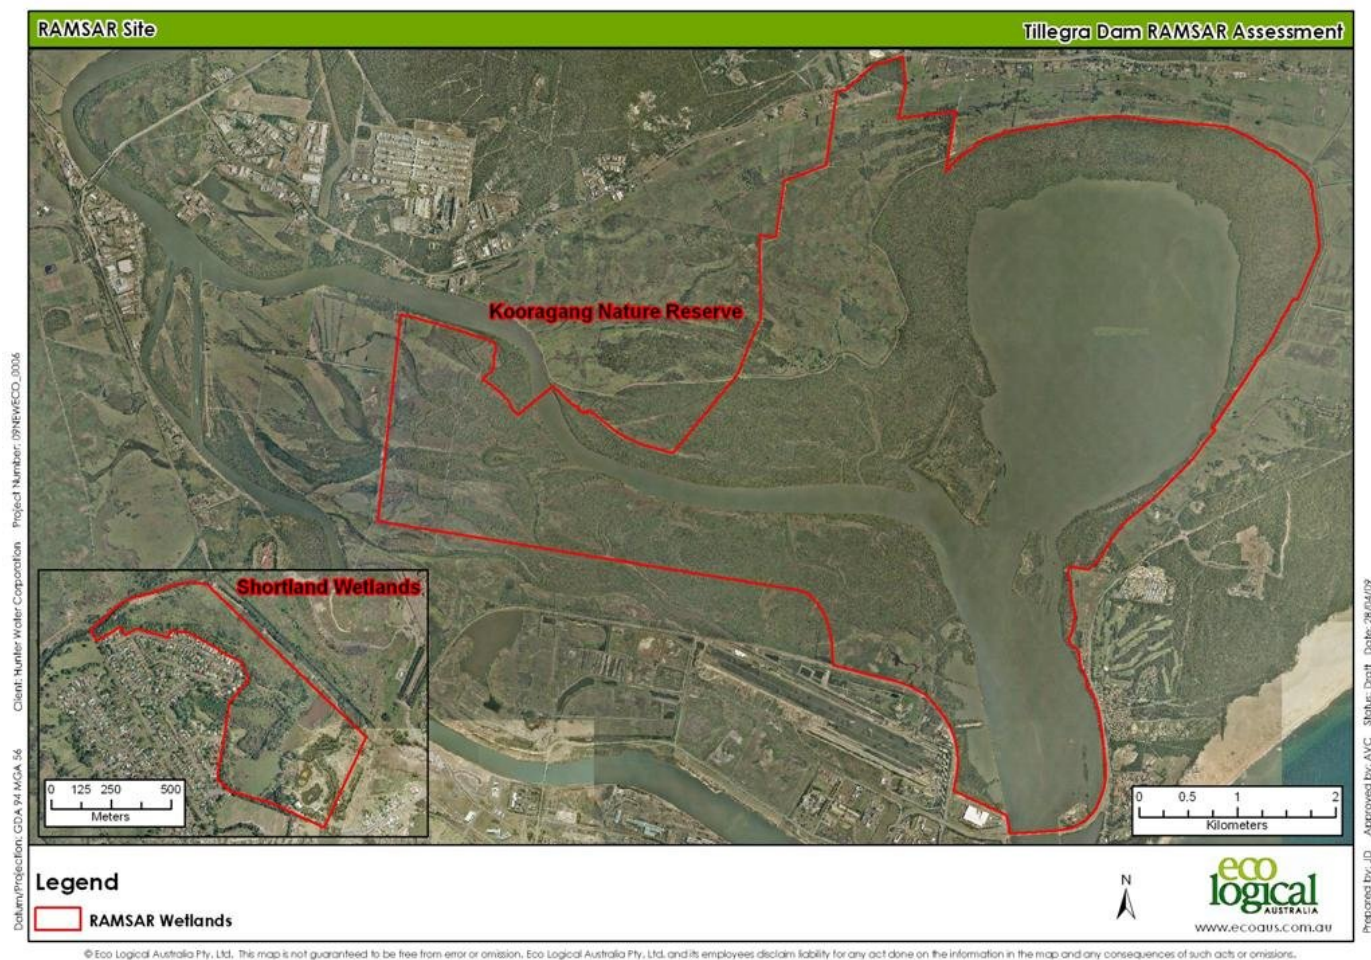 RAMSAR Site
Tillegra Dam RAMSAR Assessment
Kooragang Nature Reserve
Shortland Wetlands
0 125 250 500
Meters
0 0.5 1 2
Kilometers
Legend
RAMSAR Wetlands
N
eco
logical
AUSTRALIA
www.ecoaus.com.au
Datum/Projection: GDA 94 MGA 56 Client: Hunter Water Corporation Project Number: 09NEWECO_0006
Prepared by: JD Approved by: AVC Status: Draft Date: 28/04/09
© Eco Logical Australia Pty, Ltd. This map is not guaranteed to be free from error or omission. Eco Logical Australia Pty, Ltd. and its employees disclaim liability for any act done on the information in the map and any consequences of such acts or omissions.